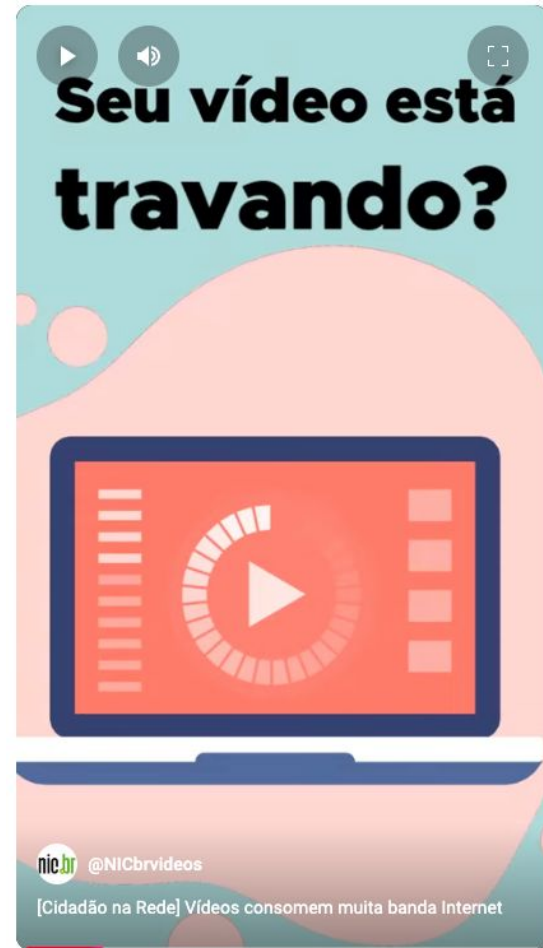 Seu vídeo está
travando?
nic.br @NICbrvideos
[Cidadão na Rede] Vídeos consomem muita banda Internet